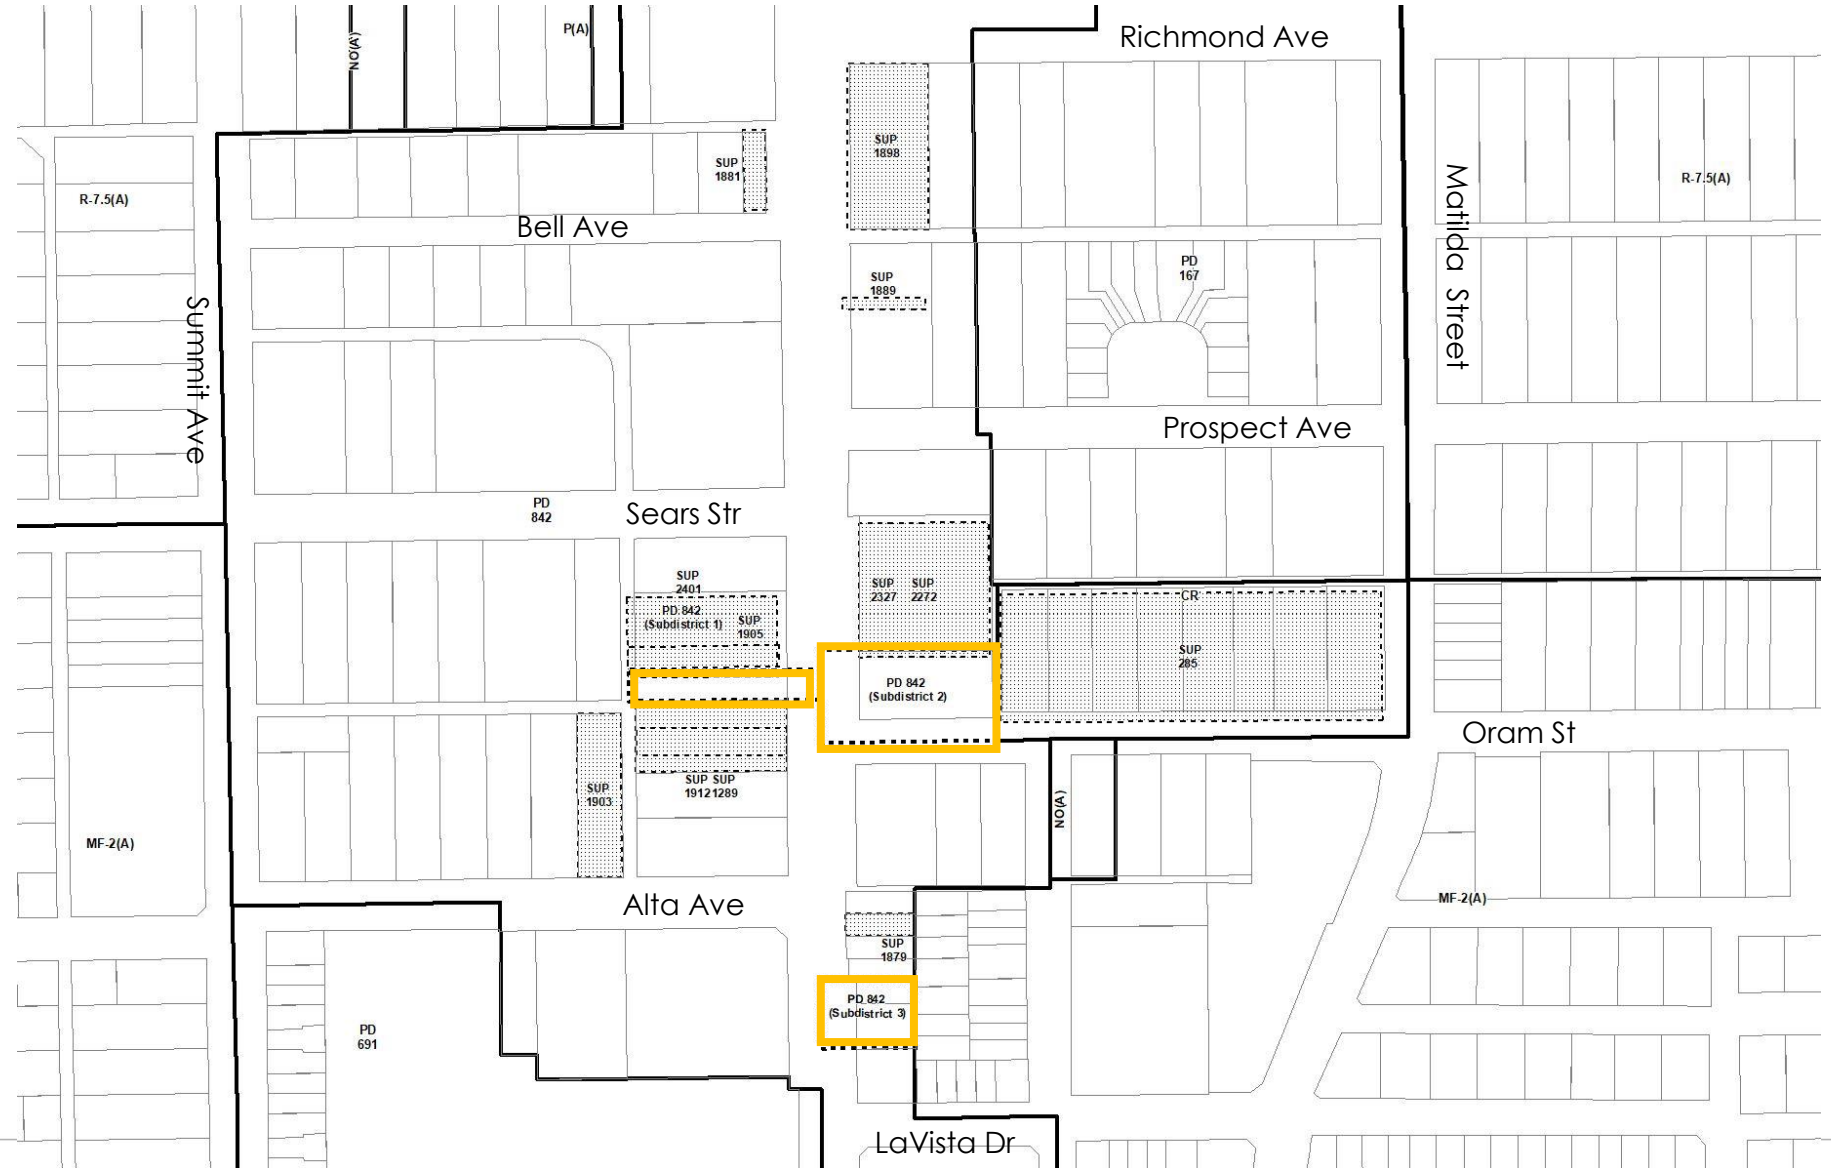 P(A)
NO(A)
Richmond Ave
SUP
1898
SUP
1881
R-7.5(A)
Matilda Street
R-7.5(A)
Bell Ave
PD
167
SUP
1889
Summit Ave
Prospect Ave
PD
842
Sears Str
SUP
2401
PD 842
(Subdistrict 1)
SUP
1905
SUP SUP
2327 2272
CR
SUP
285
PD 842
(Subdistrict 2)
Oram St
SUP SUP
19121289
SUP
1903
NO(A)
MF-2(A)
Alta Ave
MF-2(A)
SUP
1879
PD 842
(Subdistrict 3)
PD
691
LaVista Dr